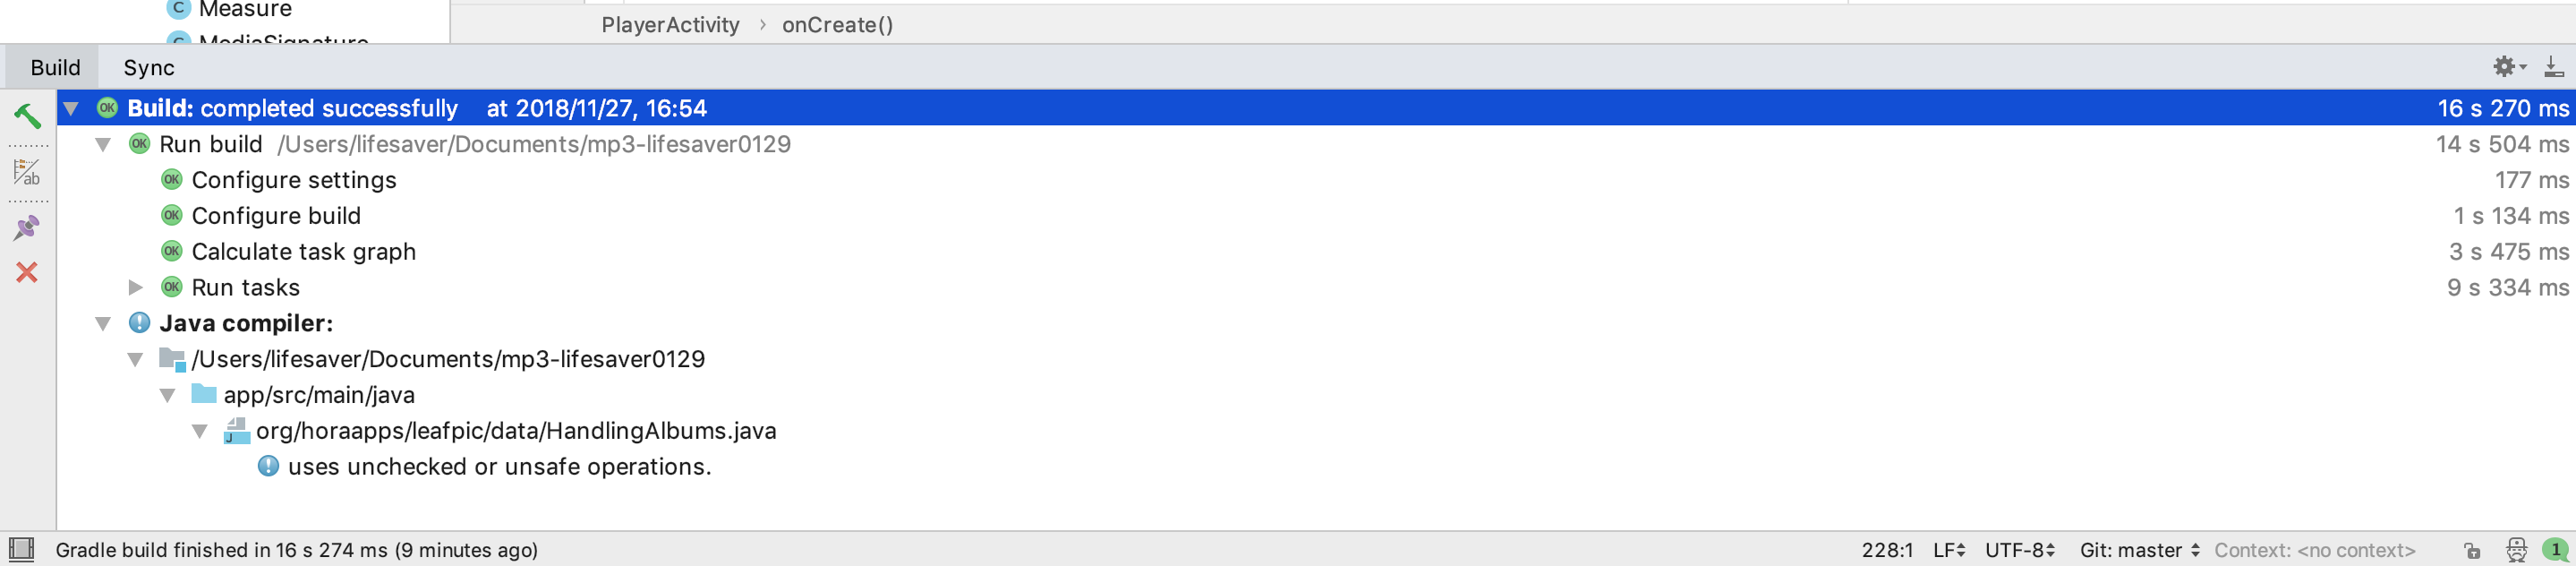 Measure
MediaSignature
PlayerActivity › onCreate()
Build Sync
Build: completed successfully at 2018/11/27, 16:54 16 s 270 ms
Run build /Users/lifesaver/Documents/mp3-lifesaver0129 14 s 504 ms
Configure settings 177 ms
Configure build 1 s 134 ms
Calculate task graph 3 s 475 ms
Run tasks 9 s 334 ms
Java compiler:
/Users/lifesaver/Documents/mp3-lifesaver0129
app/src/main/java
org/horaapps/leafpic/data/HandlingAlbums.java
uses unchecked or unsafe operations.
Gradle build finished in 16 s 274 ms (9 minutes ago) 228:1 LF UTF-8 Git: master Context: <no context> 1